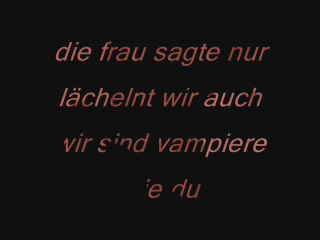 die frau sagte nur
lächelnt wir auch
wir sind vampiere
du